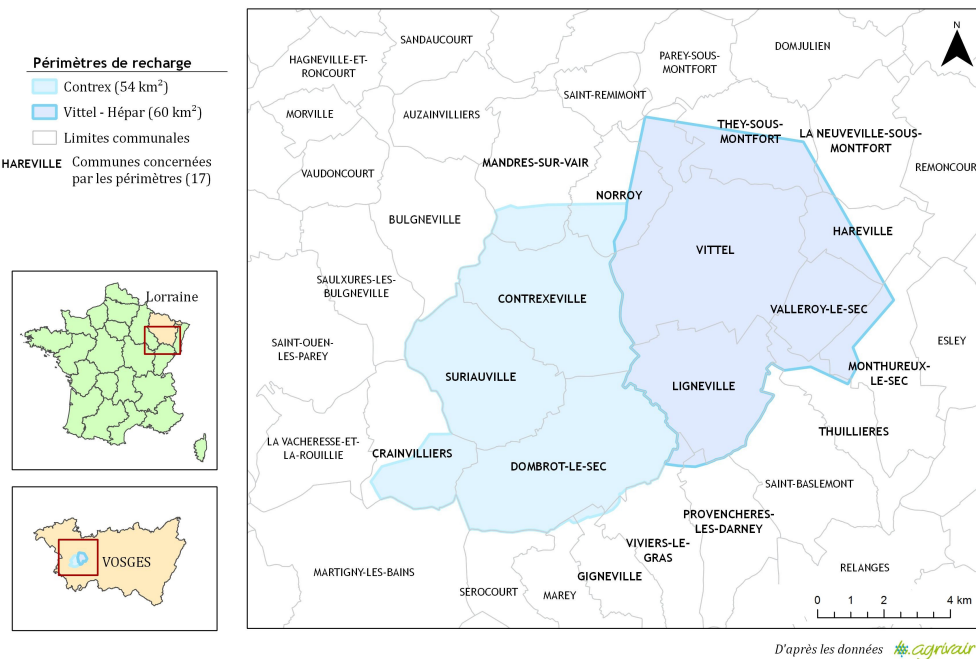 Périmètres de recharge
Contrex (54 km²)
Vittel - Hépar (60 km²)
Limites communales
HAREVILLE Communes concernées
par les périmètres (17)
Lorraine
VOSGES
SANDAUCOURT
HAGNEVILLE-ET-
RONCOURT
MORVILLE
AUZAINVILLIERS
VAUDONCOURT
BULGNEVILLE
SAULXURES-LES-
BULGNEVILLE
SAINT-OUEN-
LES-PAREY
LA VACHERESSE-ET-
LA-ROUILLIE
MARTIGNY-LES-BAINS
PAREY-SOUS-
MONTFORT
DOMJULIEN
SAINT-REMIMONT
MANDRES-SUR-VAIR
NORROY
THEY-SOUS-
MONTFORT
LA NEUVEVILLE-SOUS-
MONTFORT
REMONCOUR
HAREVILLE
VITTEL
CONTREXEVILLE
VALLEROY-LE-SEC
ESLEY
SURIAUVILLE
LIGNEVILLE
MONTHUREUX-
LE-SEC
THUILLIERES
CRAINVILLIERS
DOMBROT-LE-SEC
SAINT-BASLEMONT
PROVENCHERES-
LES-DARNEY
VIVIERS-LE-
GRAS
GIGNEVILLE
SEROCOURT
MAREY
RELANGES
N
0 1 2 4 km
D'après les données agrivair